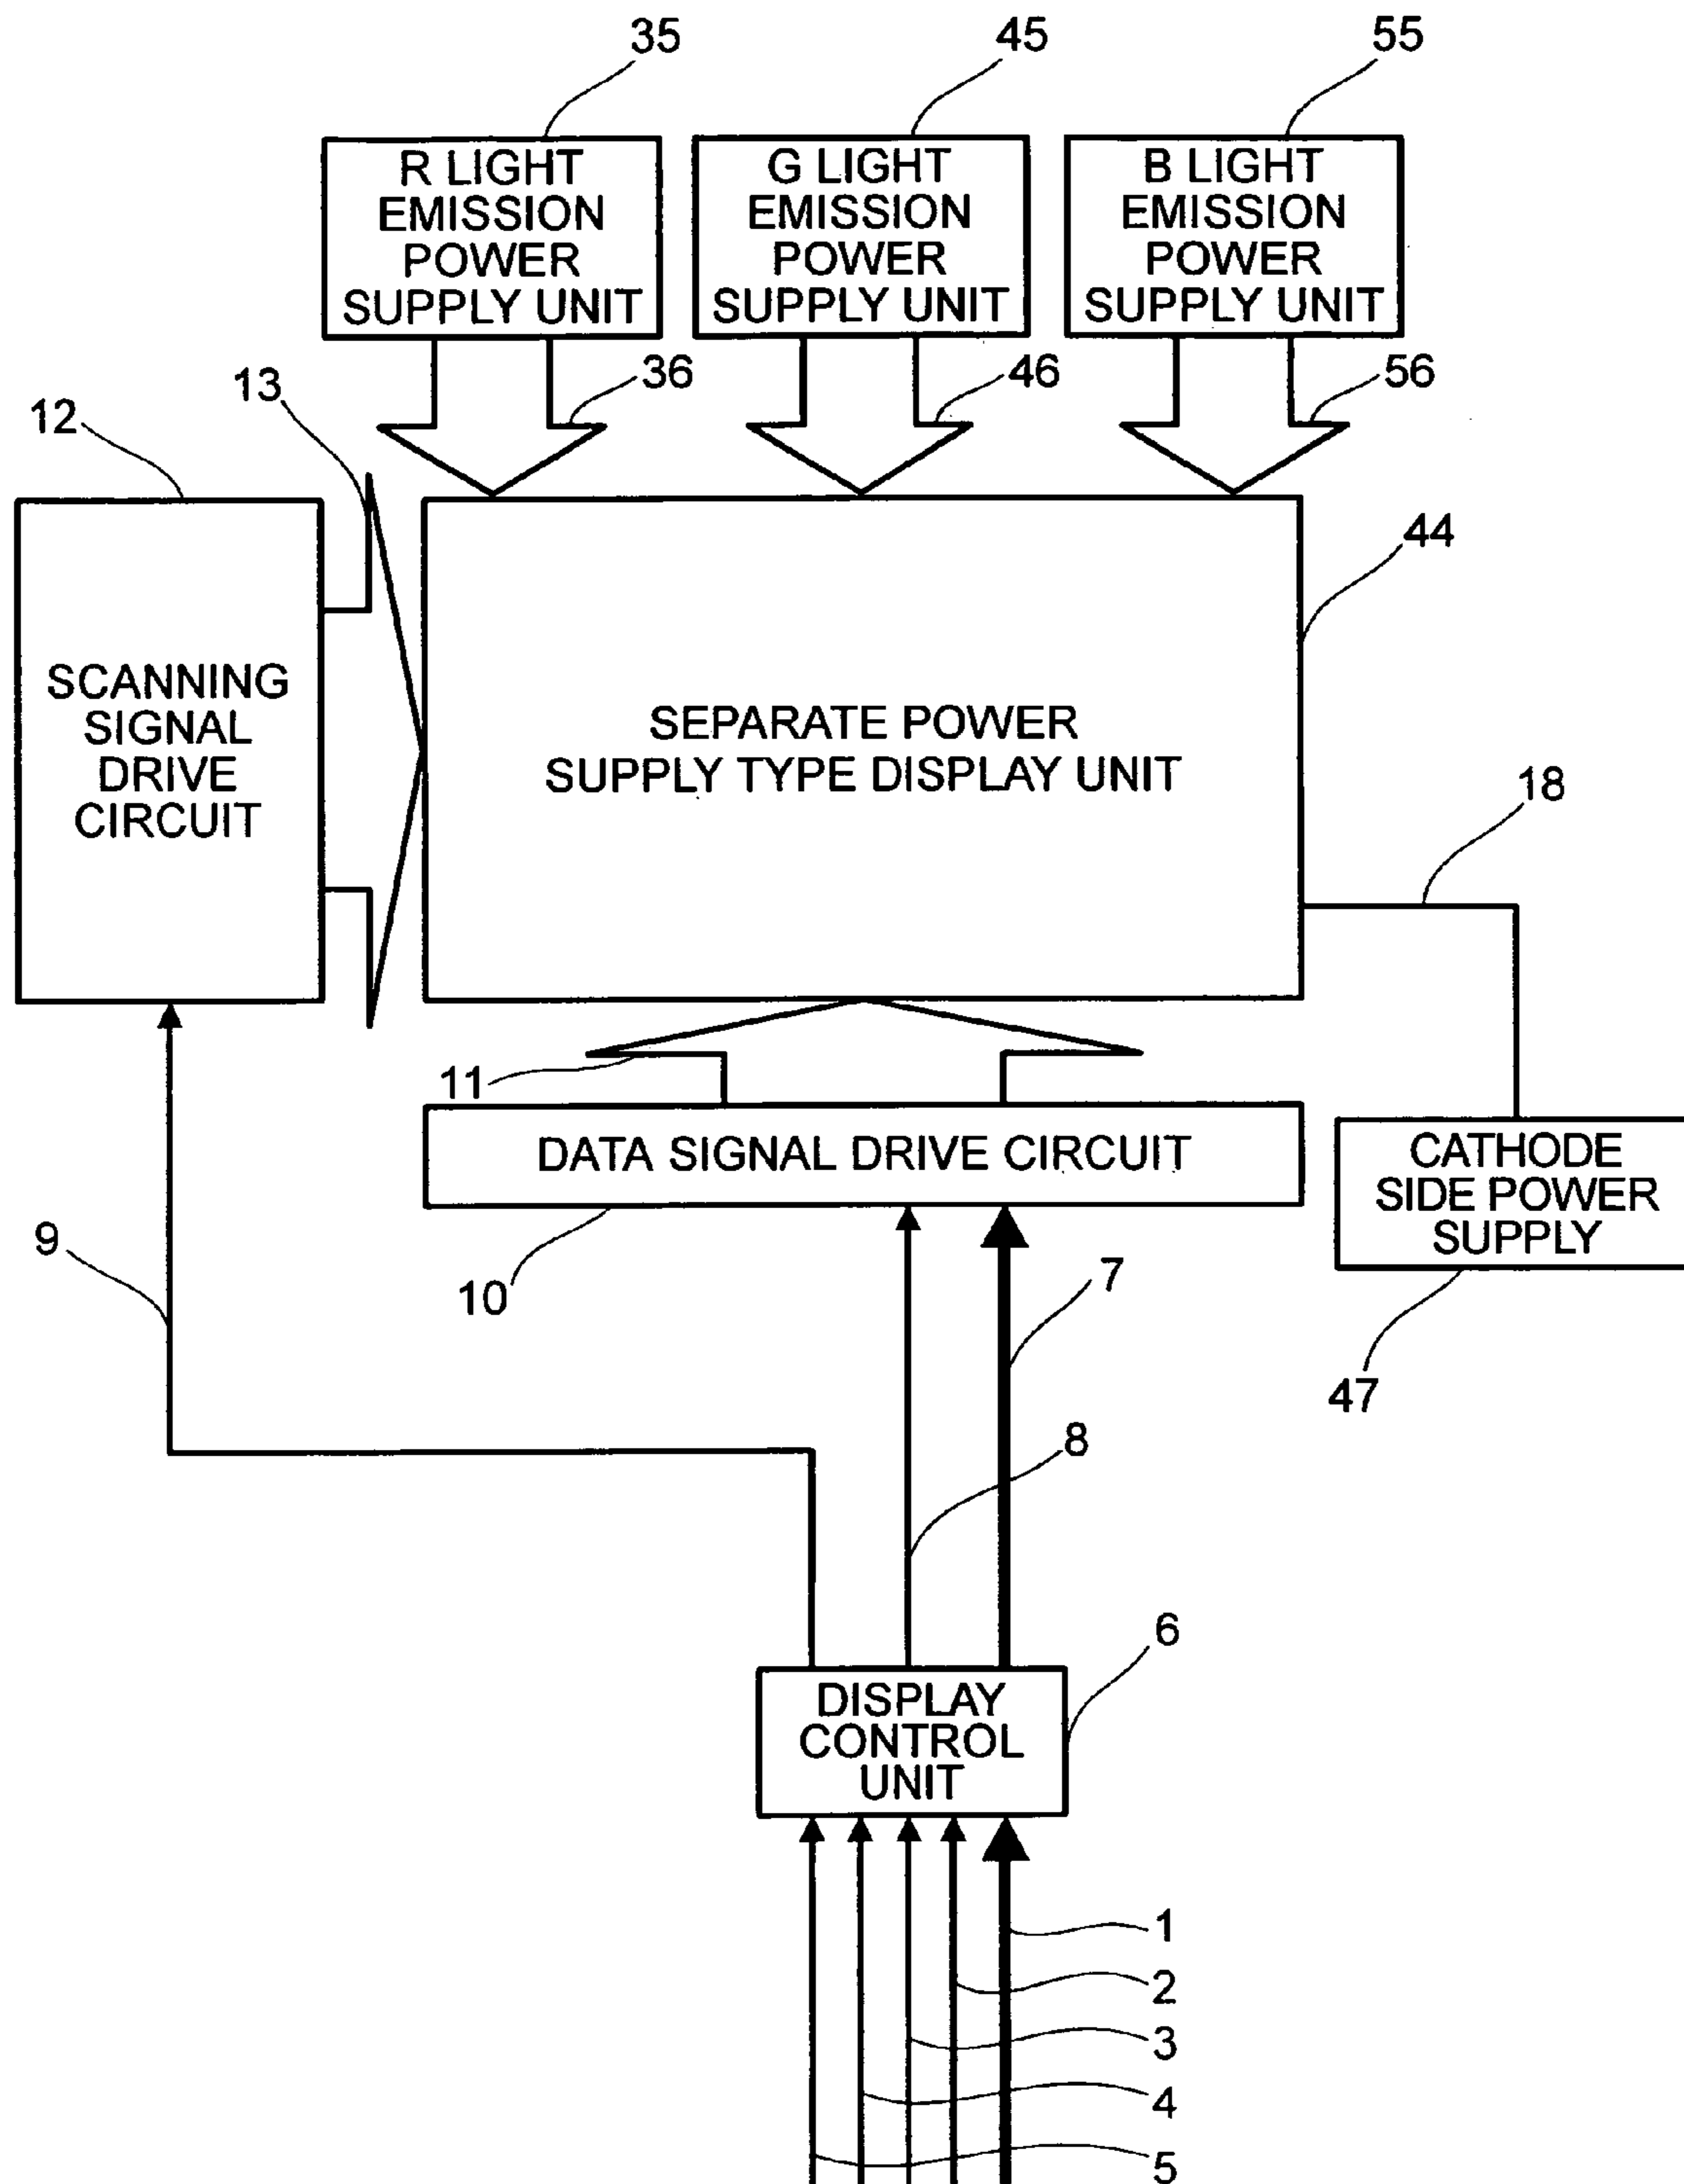 35
45
55
R LIGHT
EMISSION
POWER
SUPPLY UNIT
G LIGHT
EMISSION
POWER
SUPPLY UNIT
B LIGHT
EMISSION
POWER
SUPPLY UNIT
36
46
56
13
12
44
SCANNING
SIGNAL
DRIVE
CIRCUIT
SEPARATE POWER
SUPPLY TYPE DISPLAY UNIT
18
11
DATA SIGNAL DRIVE CIRCUIT
CATHODE
SIDE POWER
SUPPLY
9
10
7
47
8
6
DISPLAY
CONTROL
UNIT
1
2
3
4
5